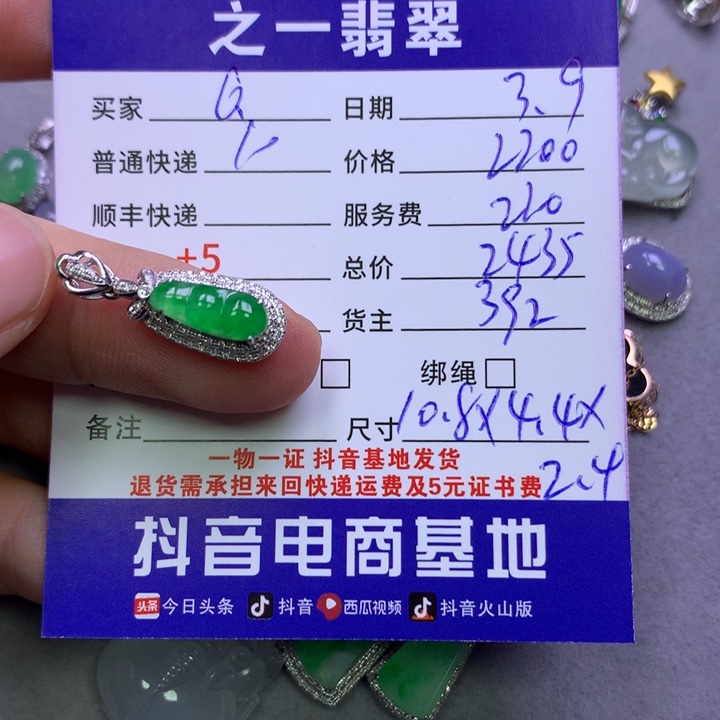 之一翡翠
买家 Q 日期 3.9
普通快递 价格 2200
顺丰快递 服务费 210
+5 总价 2435
货主 392
□ 绑绳□
备注 尺寸 10.8×4.4×
2.4
一物一证 抖音基地发货
退货需承担来回快递运费及5元证书费
抖音电商基地
头条 今日头条 抖音 西瓜视频 抖音火山版